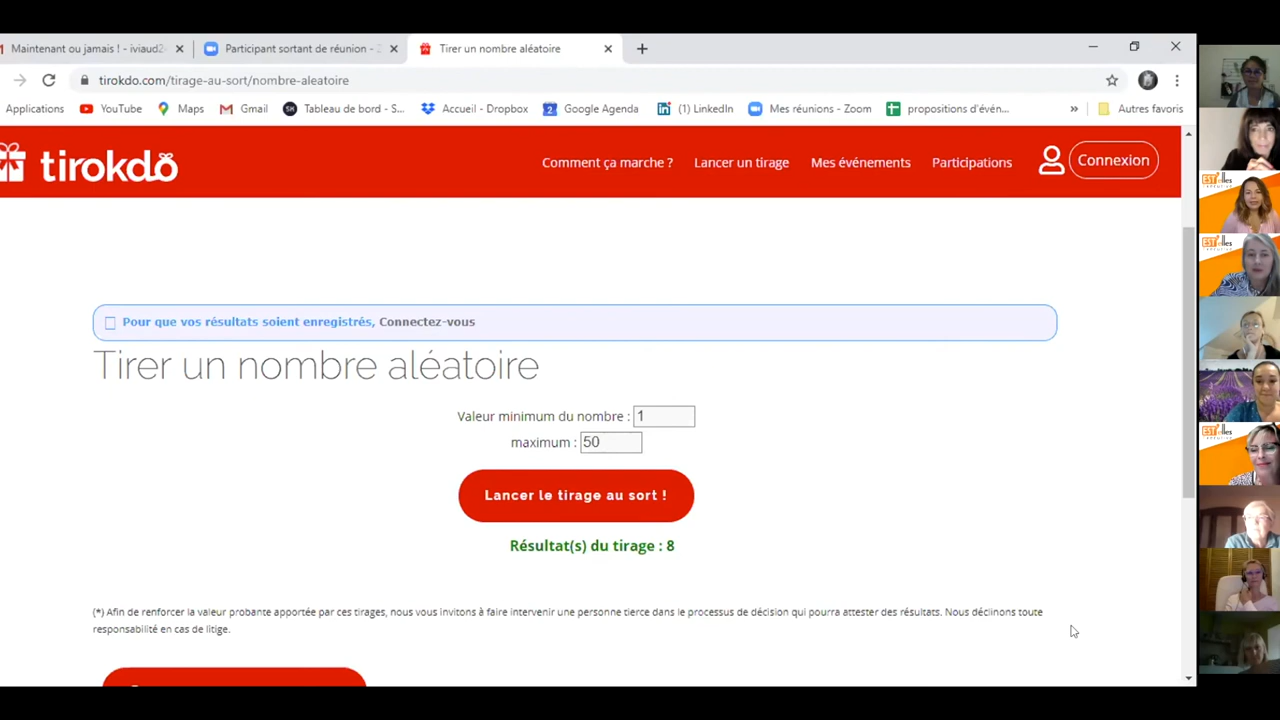 Maintenant ou jamais ! - iviaud2
Participant sortant de réunion - 2
Tirer un nombre aléatoire
tirokdo.com/tirage-au-sort/nombre-aleatoire
Applications
YouTube
Maps
Gmail
Tableau de bord - S...
Accueil - Dropbox
Google Agenda
(1) LinkedIn
Mes réunions - Zoom
propositions d'évén...
»
Autres favoris
tirokdo
Comment ça marche ?
Lancer un tirage
Mes événements
Participations
Connexion
Pour que vos résultats soient enregistrés, Connectez-vous
Tirer un nombre aléatoire
Valeur minimum du nombre : 1
maximum : 50
Lancer le tirage au sort !
Résultat(s) du tirage : 8
(*) Afin de renforcer la valeur probante apportée par ces tirages, nous vous invitons à faire intervenir une personne tierce dans le processus de décision qui pourra attester des résultats. Nous déclinons toute
responsabilité en cas de litige.